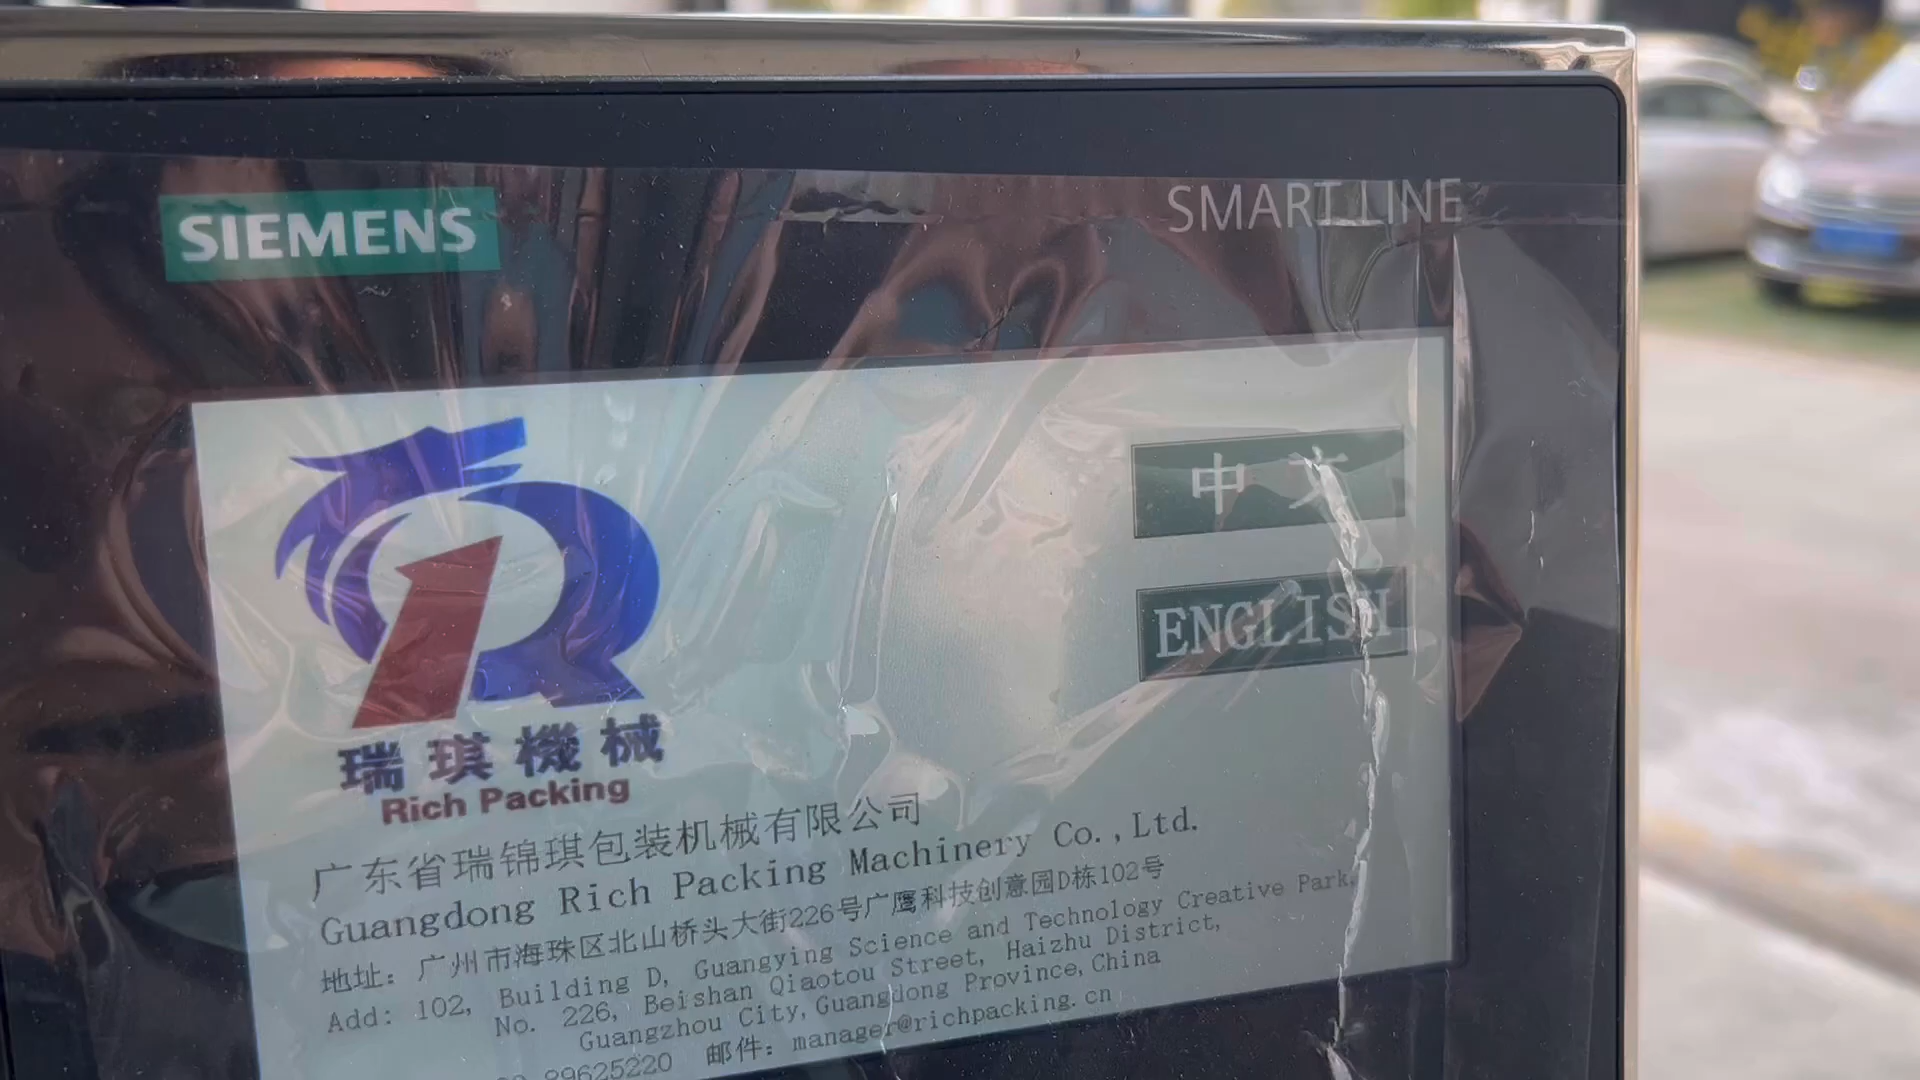 SIEMENS
SMART LINE
中 文
ENGLISH
瑞琪機械
Rich Packing
广东省瑞锦琪包装机械有限公司
Guangdong Rich Packing Machinery Co.,Ltd.
地址：广州市海珠区北山桥头大街226号广鹰科技创意园D栋102号
Add: 102, Building D, Guangying Science and Technology Creative Park,
No. 226, Beishan Qiaotou Street, Haizhu District,
Guangzhou City,Guangdong Province,China
89625220 邮件：manager@richpacking.cn